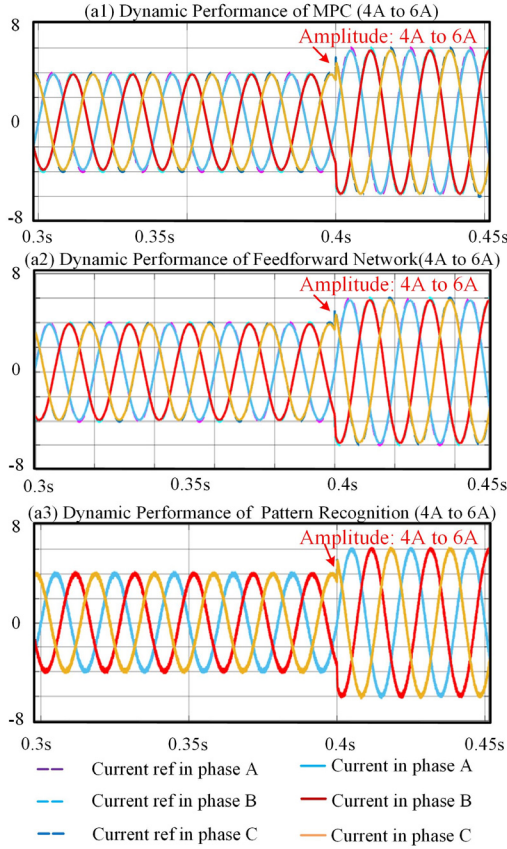 (a1) Dynamic Performance of MPC (4A to 6A)
8
Amplitude: 4A to 6A
0
-8
0.3s 0.35s 0.4s 0.45s
(a2) Dynamic Performance of Feedforward Network(4A to 6A)
8
Amplitude: 4A to 6A
0
-8
0.3s 0.35s 0.4s 0.45s
(a3) Dynamic Performance of Pattern Recognition (4A to 6A)
8
Amplitude: 4A to 6A
0
-8
0.3s 0.35s 0.4s 0.45s
Current ref in phase A Current in phase A
Current ref in phase B Current in phase B
Current ref in phase C Current in phase C